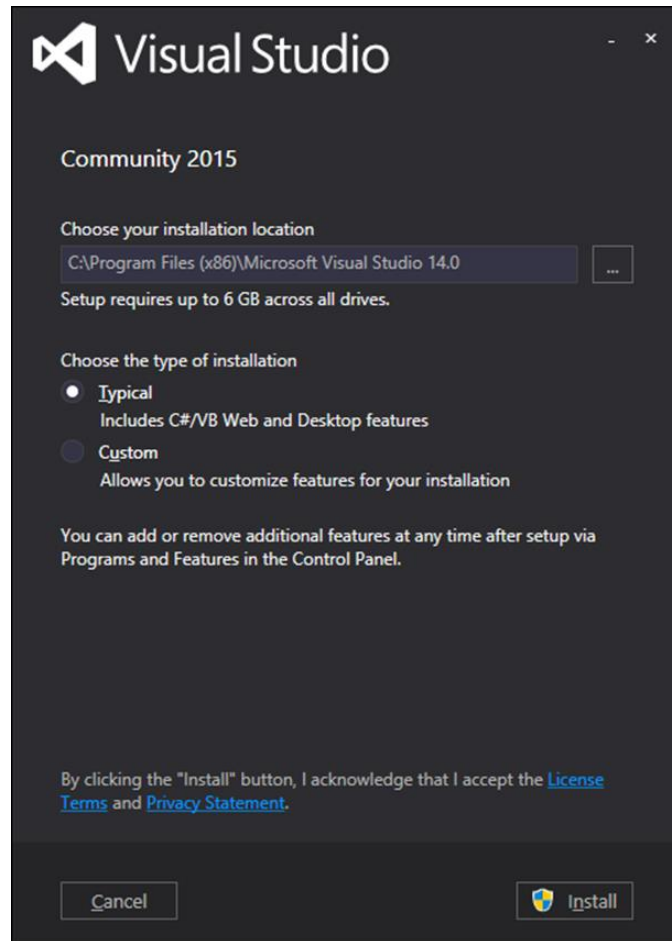 Visual Studio
Community 2015
Choose your installation location
C:\Program Files (x86)\Microsoft Visual Studio 14.0
...
Setup requires up to 6 GB across all drives.
Choose the type of installation
Typical
Includes C#/VB Web and Desktop features
Custom
Allows you to customize features for your installation
You can add or remove additional features at any time after setup via
Programs and Features in the Control Panel.
By clicking the "Install" button, I acknowledge that I accept the License
Terms and Privacy Statement.
Cancel
Install